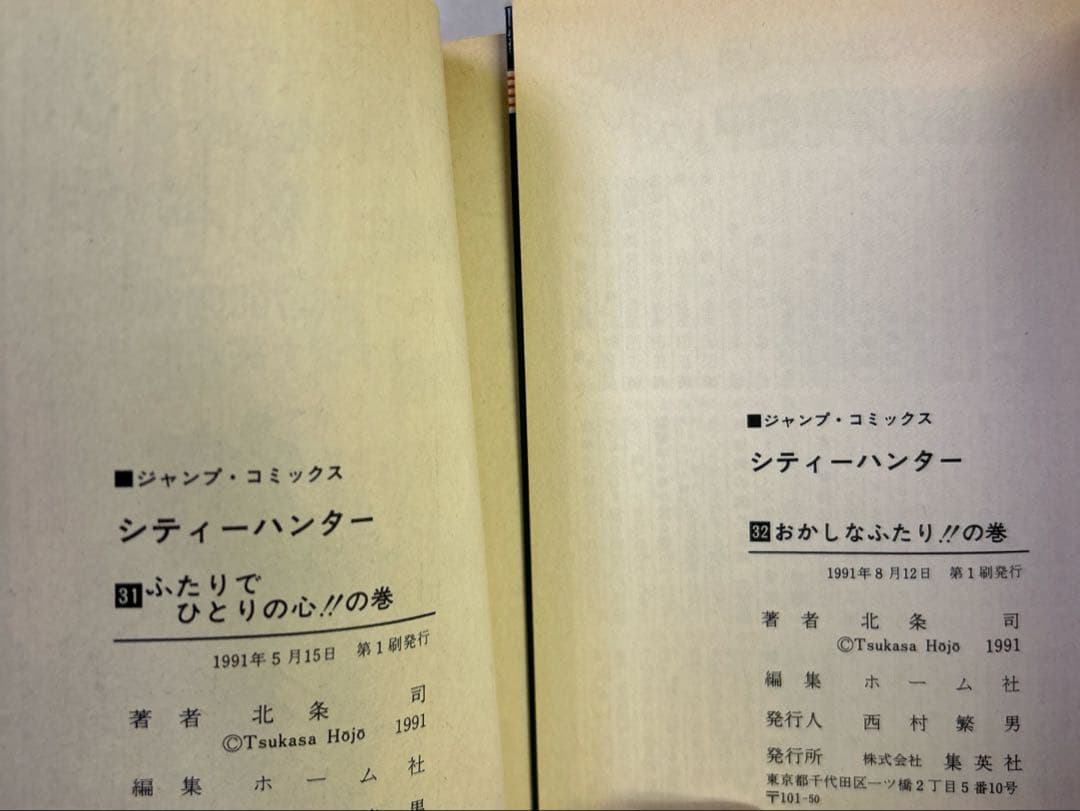 ■ジャンプ・コミックス
シティーハンター
31 ふたりで
ひとりの心!!の巻
1991年5月15日 第1刷発行
著者 北条 司
©Tsukasa Hōjō 1991
編集 ホーム社
男
■ジャンプ・コミックス
シティーハンター
32 おかしなふたり!!の巻
1991年8月12日 第1刷発行
著者 北条 司
©Tsukasa Hōjō 1991
編集 ホーム社
発行人 西村繁男
発行所 株式会社 集英社
東京都千代田区一ツ橋2丁目5番10号
〒101-50